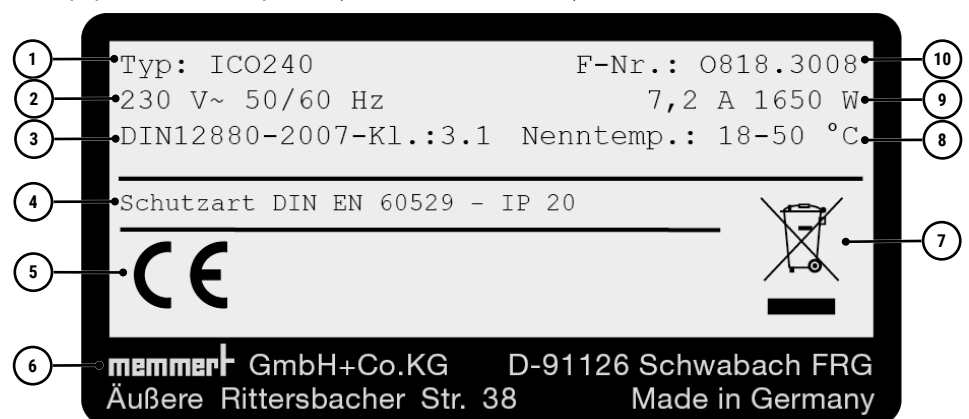 1 Typ: ICO240 F-Nr.: O818.3008 10
2 230 V~ 50/60 Hz 7,2 A 1650 W 9
3 DIN12880-2007-Kl.:3.1 Nenntemp.: 18-50 °C 8
4 Schutzart DIN EN 60529 – IP 20
7
5 CE
6 memmert GmbH+Co.KG D-91126 Schwabach FRG
Äußere Rittersbacher Str. 38 Made in Germany